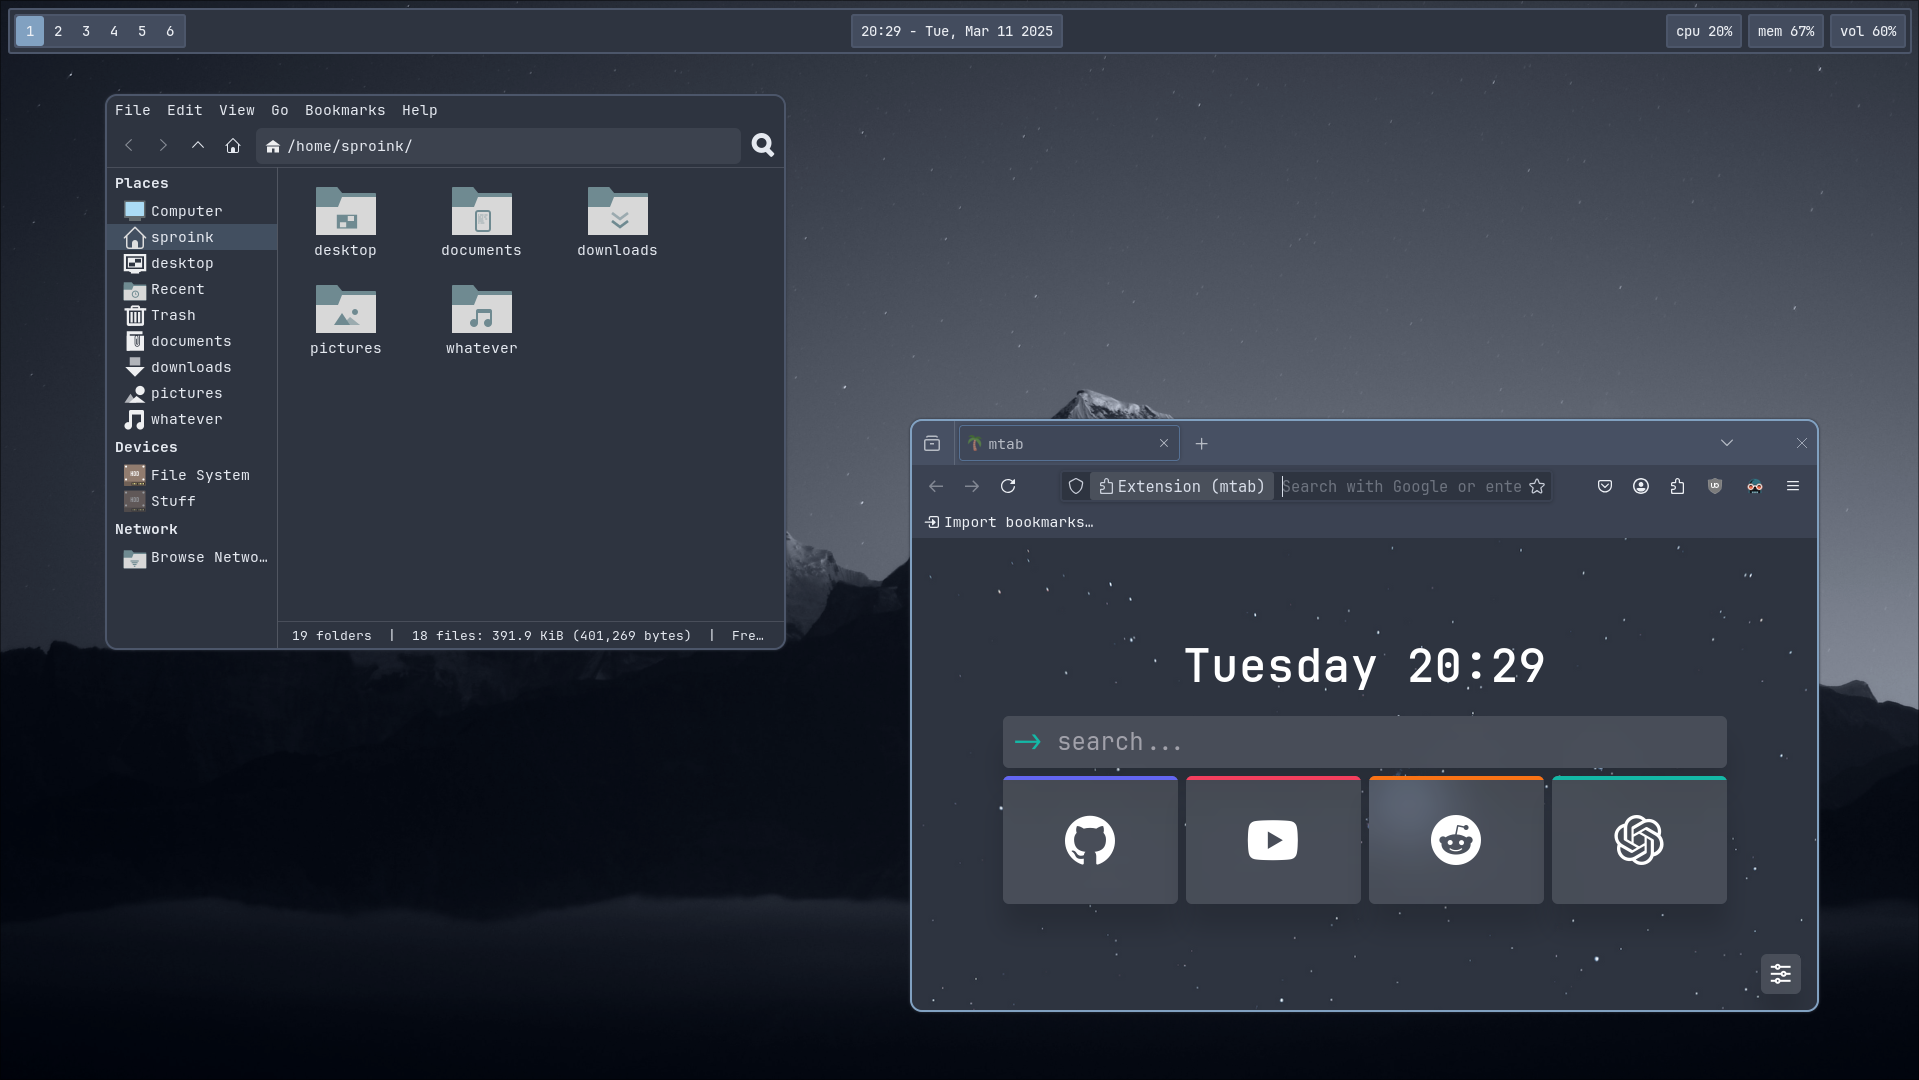 1 2 3 4 5 6
20:29 - Tue, Mar 11 2025
cpu 20% mem 67% vol 60%
File Edit View Go Bookmarks Help
/home/sproink/
Places
Computer
sproink
desktop
Recent
Trash
documents
downloads
pictures
whatever
Devices
File System
Stuff
Network
Browse Netwo…
desktop documents downloads
pictures whatever
19 folders | 18 files: 391.9 KiB (401,269 bytes) | Fre…
mtab
Extension (mtab) Search with Google or ente
Import bookmarks…
Tuesday 20:29
search...